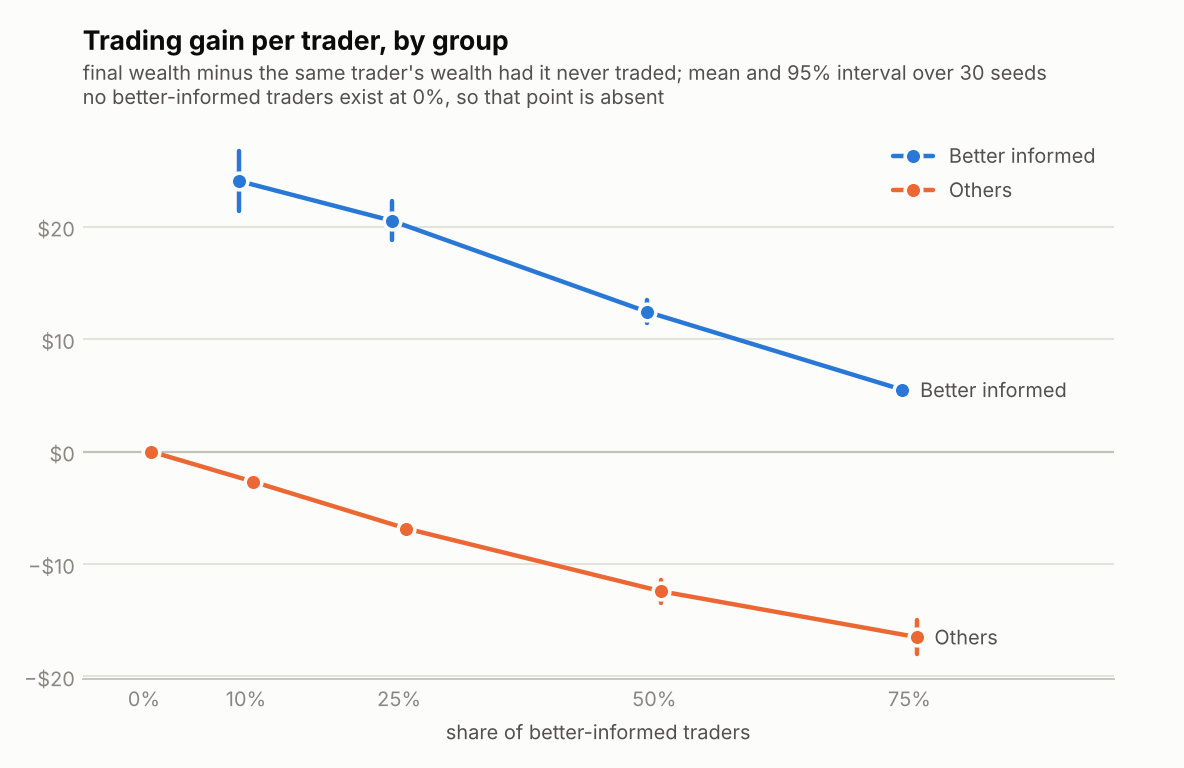 Trading gain per trader, by group
final wealth minus the same trader's wealth had it never traded; mean and 95% interval over 30 seeds
no better-informed traders exist at 0%, so that point is absent
Better informed
Others
$20
$10
Better informed
$0
−$10
Others
−$20
0% 10% 25% 50% 75%
share of better-informed traders